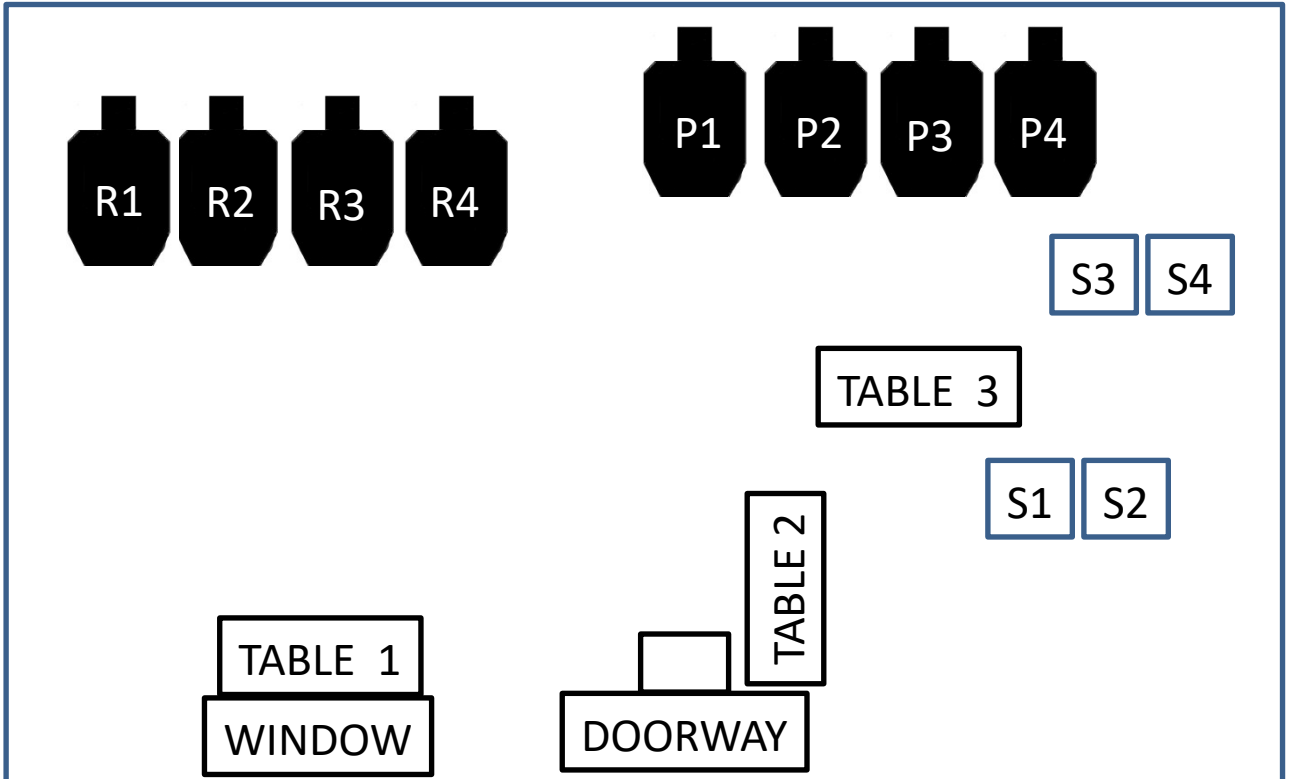 P1 P2 P3 P4
R1 R2 R3 R4
S3 S4
TABLE 3
S1 S2
TABLE 2
TABLE 1
WINDOW
DOORWAY